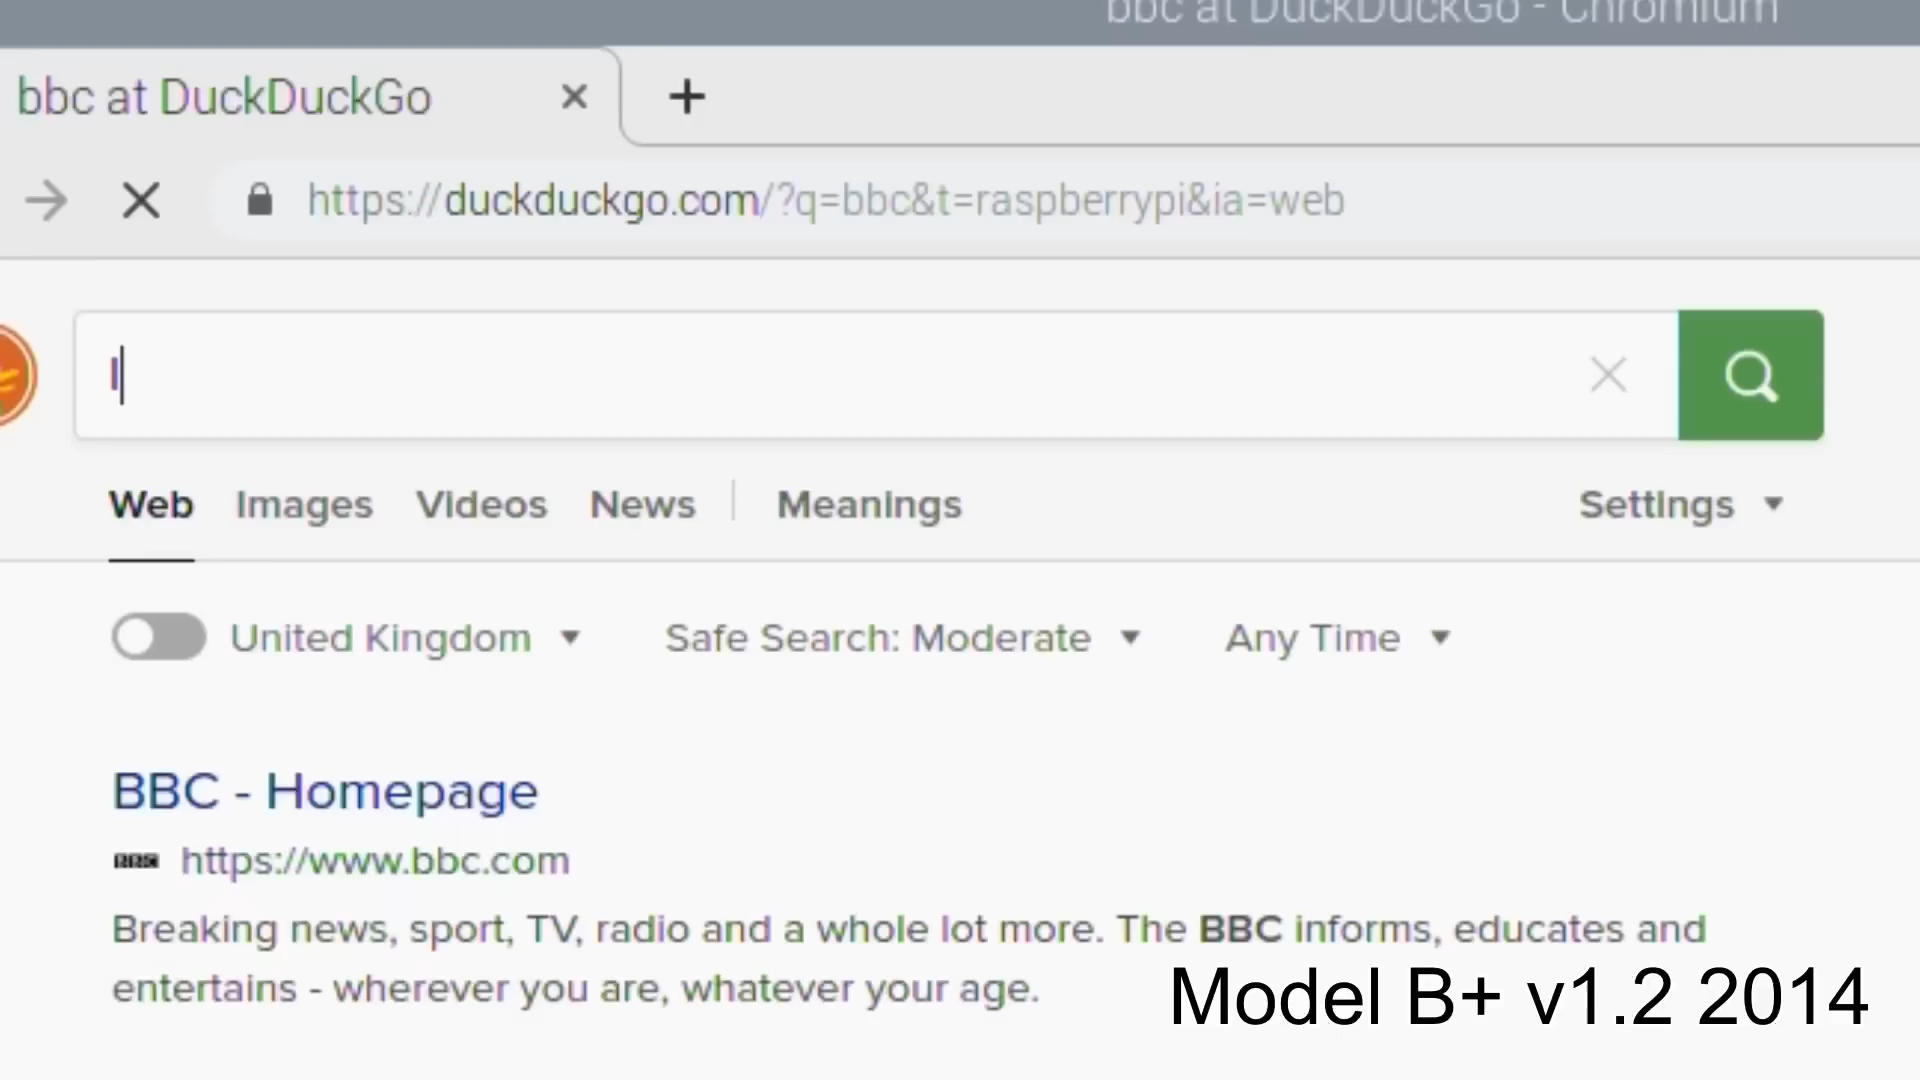 bbc at DuckDuckGo - Chromium
bbc at DuckDuckGo
https://duckduckgo.com/?q=bbc&t=raspberrypi&ia=web
Web Images Videos News Meanings Settings
United Kingdom Safe Search: Moderate Any Time
BBC - Homepage
BBC https://www.bbc.com
Breaking news, sport, TV, radio and a whole lot more. The BBC informs, educates and
entertains - wherever you are, whatever your age.
Model B+ v1.2 2014